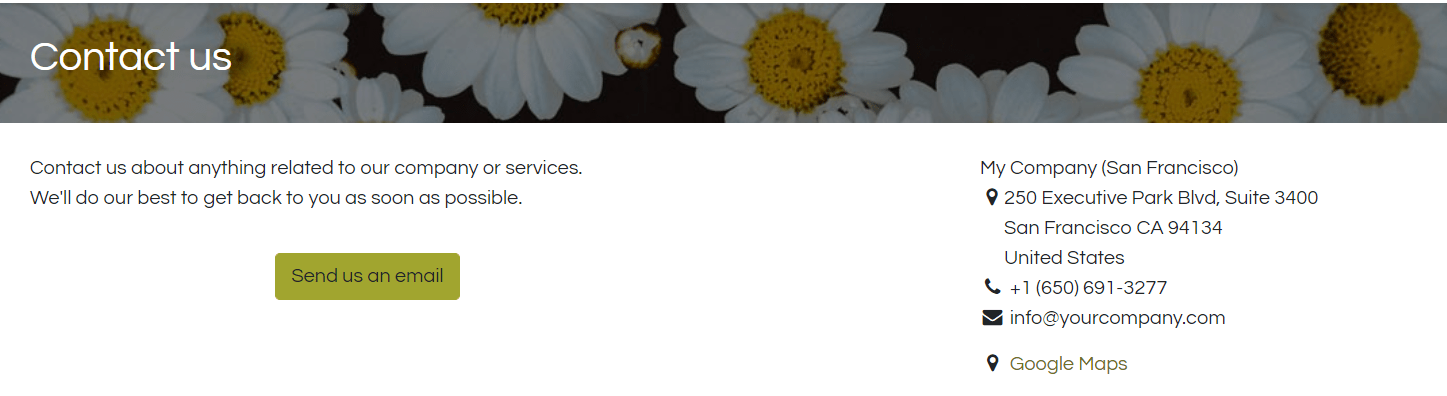 Contact us
Contact us about anything related to our company or services.
We'll do our best to get back to you as soon as possible.
Send us an email
My Company (San Francisco)
250 Executive Park Blvd, Suite 3400
San Francisco CA 94134
United States
+1 (650) 691-3277
info@yourcompany.com
Google Maps